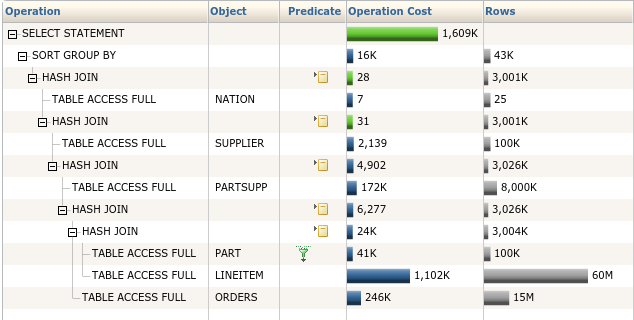 Operation Object Predicate Operation Cost Rows
SELECT STATEMENT 1,609K
SORT GROUP BY 16K 43K
HASH JOIN 28 3,001K
TABLE ACCESS FULL NATION 7 25
HASH JOIN 31 3,001K
TABLE ACCESS FULL SUPPLIER 2,139 100K
HASH JOIN 4,902 3,026K
TABLE ACCESS FULL PARTSUPP 172K 8,000K
HASH JOIN 6,277 3,026K
HASH JOIN 24K 3,004K
TABLE ACCESS FULL PART 41K 100K
TABLE ACCESS FULL LINEITEM 1,102K 60M
TABLE ACCESS FULL ORDERS 246K 15M